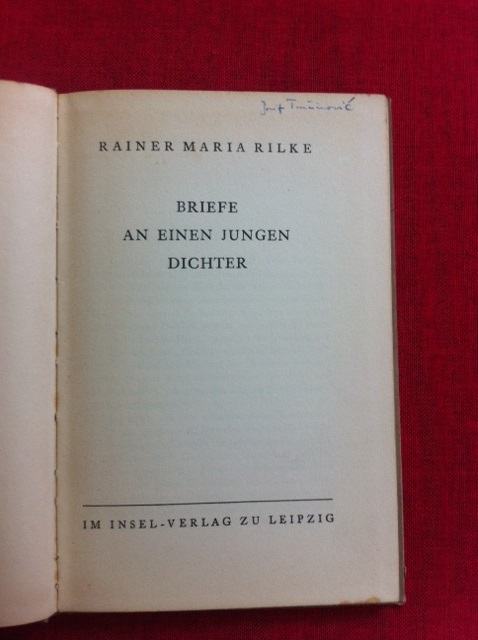 RAINER MARIA RILKE
BRIEFE
AN EINEN JUNGEN
DICHTER
IM INSEL-VERLAG ZU LEIPZIG